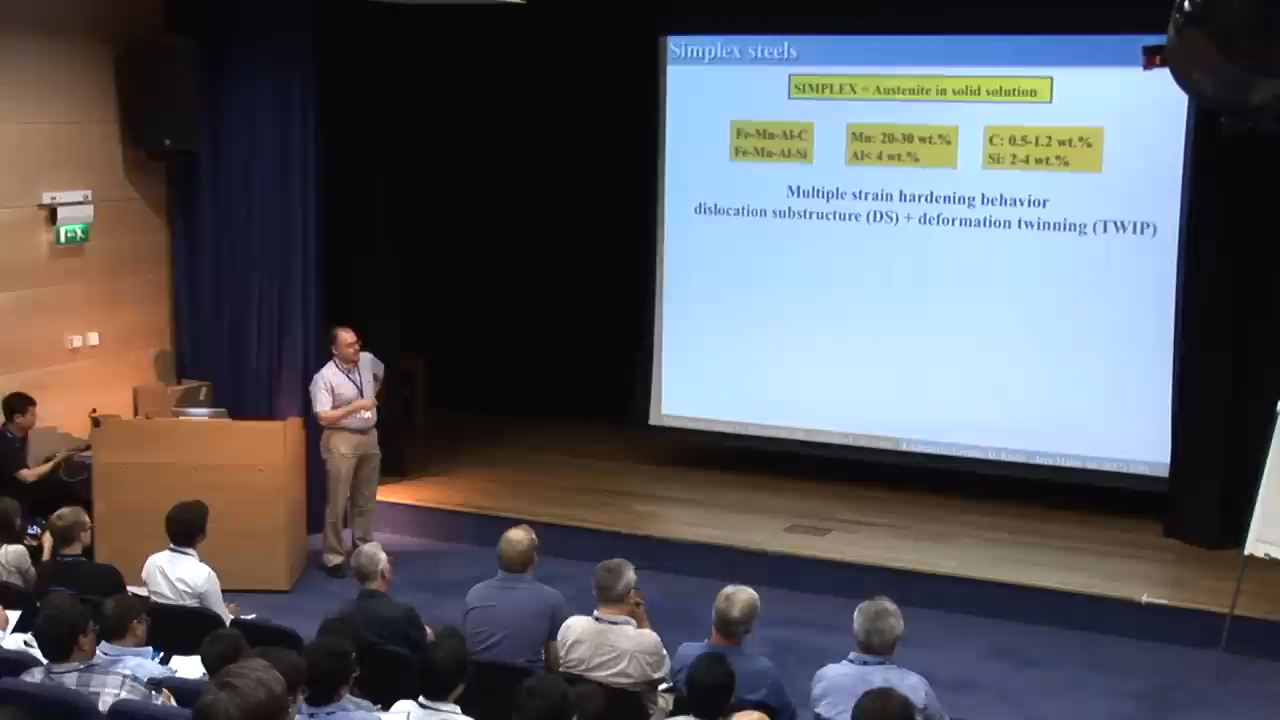 Simplex steels
SIMPLEX = Austenite in solid solution
Fe-Mn-Al-C
Fe-Mn-Al-Si
Mn: 20-30 wt.%
Al< 4 wt.%
C: 0.5-1.2 wt.%
Si: 2-4 wt.%
Multiple strain hardening behavior
dislocation substructure (DS) + deformation twinning (TWIP)